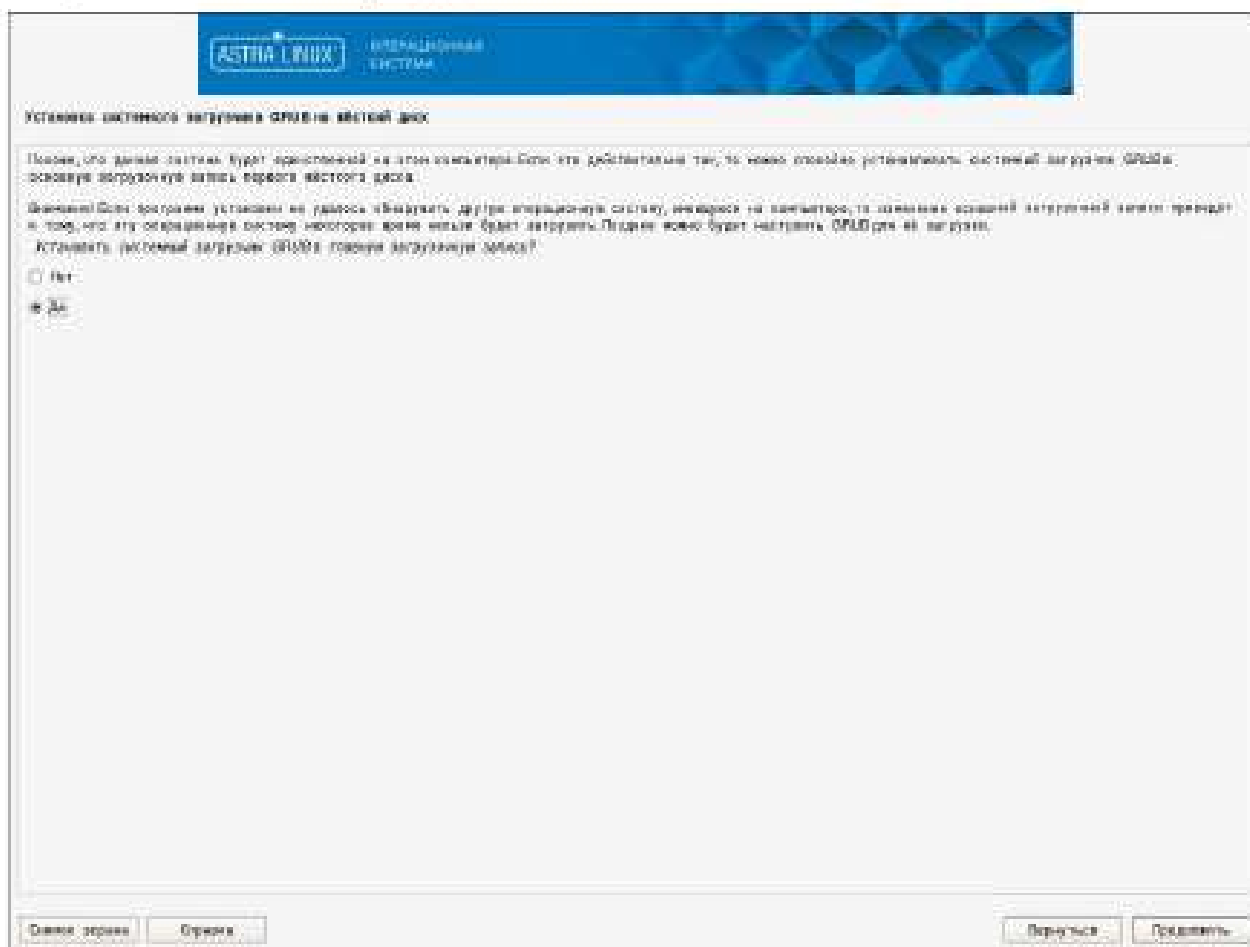 ASTRA LINUX
ОПЕРАЦИОННАЯ
СИСТЕМА
Установка системного загрузчика GRUB на жёсткий диск
Похоже, что данная система будет единственной на этом компьютере. Если это действительно так, то можно спокойно устанавливать системный загрузчик GRUB в
основную загрузочную запись первого жёсткого диска.
Внимание! Если программе установки не удалось обнаружить другую операционную систему, имеющуюся на компьютере, то изменение основной загрузочной записи приведёт
к тому, что эту операционную систему некоторое время нельзя будет загрузить. Позднее можно будет настроить GRUB для её загрузки.
Установить системный загрузчик GRUB в главную загрузочную запись?
Нет
Да
Снимок экрана
Справка
Вернуться
Продолжить